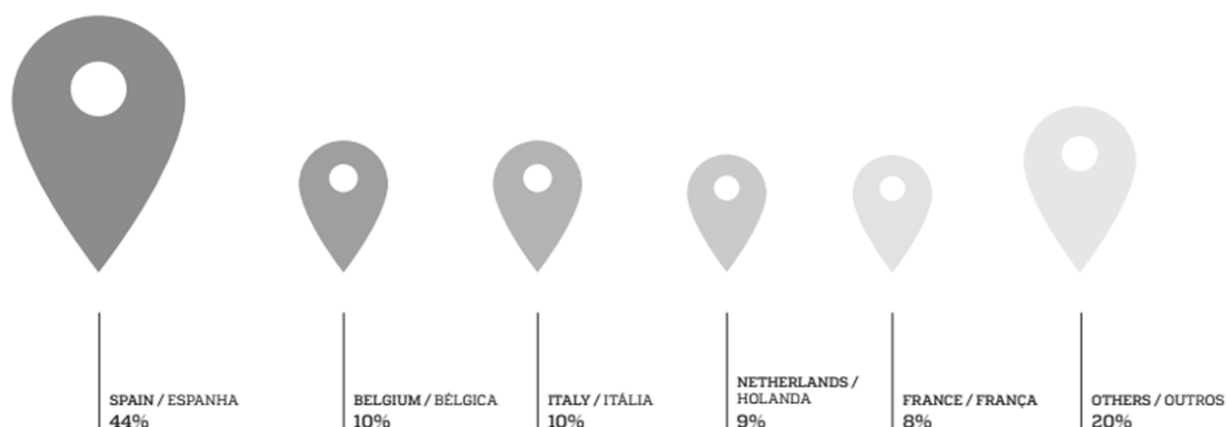 SPAIN / ESPANHA
44%
BELGIUM / BÉLGICA
10%
ITALY / ITÁLIA
10%
NETHERLANDS /
HOLANDA
9%
FRANCE / FRANÇA
8%
OTHERS / OUTROS
20%